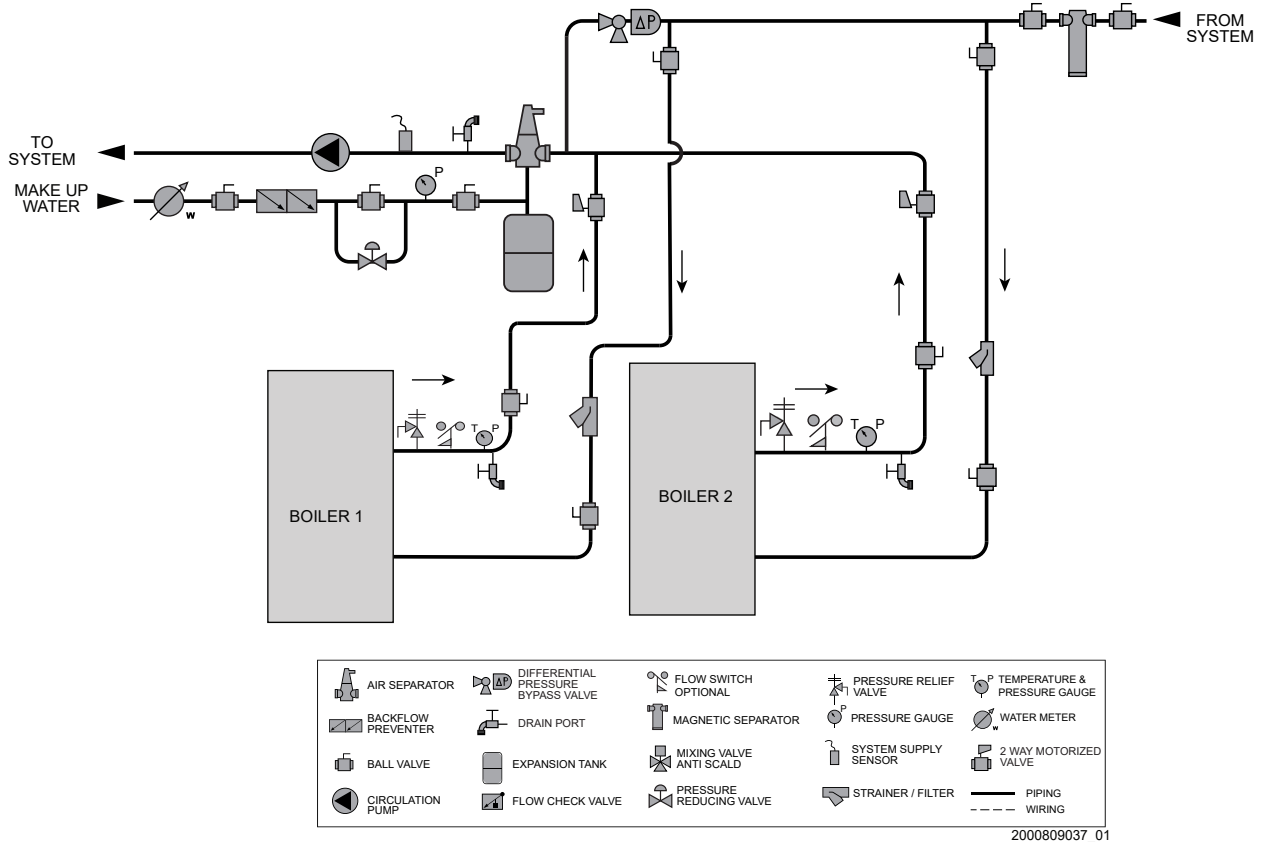 ΔP
FROM
SYSTEM
TO
SYSTEM
MAKE UP
WATER
W
P
T P
T P
BOILER 1
BOILER 2
AIR SEPARATOR
DIFFERENTIAL
PRESSURE
BYPASS VALVE
ΔP
FLOW SWITCH
OPTIONAL
PRESSURE RELIEF
VALVE
T P
TEMPERATURE &
PRESSURE GAUGE
BACKFLOW
PREVENTER
DRAIN PORT
MAGNETIC SEPARATOR
P
PRESSURE GAUGE
W
WATER METER
BALL VALVE
EXPANSION TANK
MIXING VALVE
ANTI SCALD
SYSTEM SUPPLY
SENSOR
2 WAY MOTORIZED
VALVE
CIRCULATION
PUMP
FLOW CHECK VALVE
PRESSURE
REDUCING VALVE
STRAINER / FILTER
PIPING
WIRING
2000809037_01